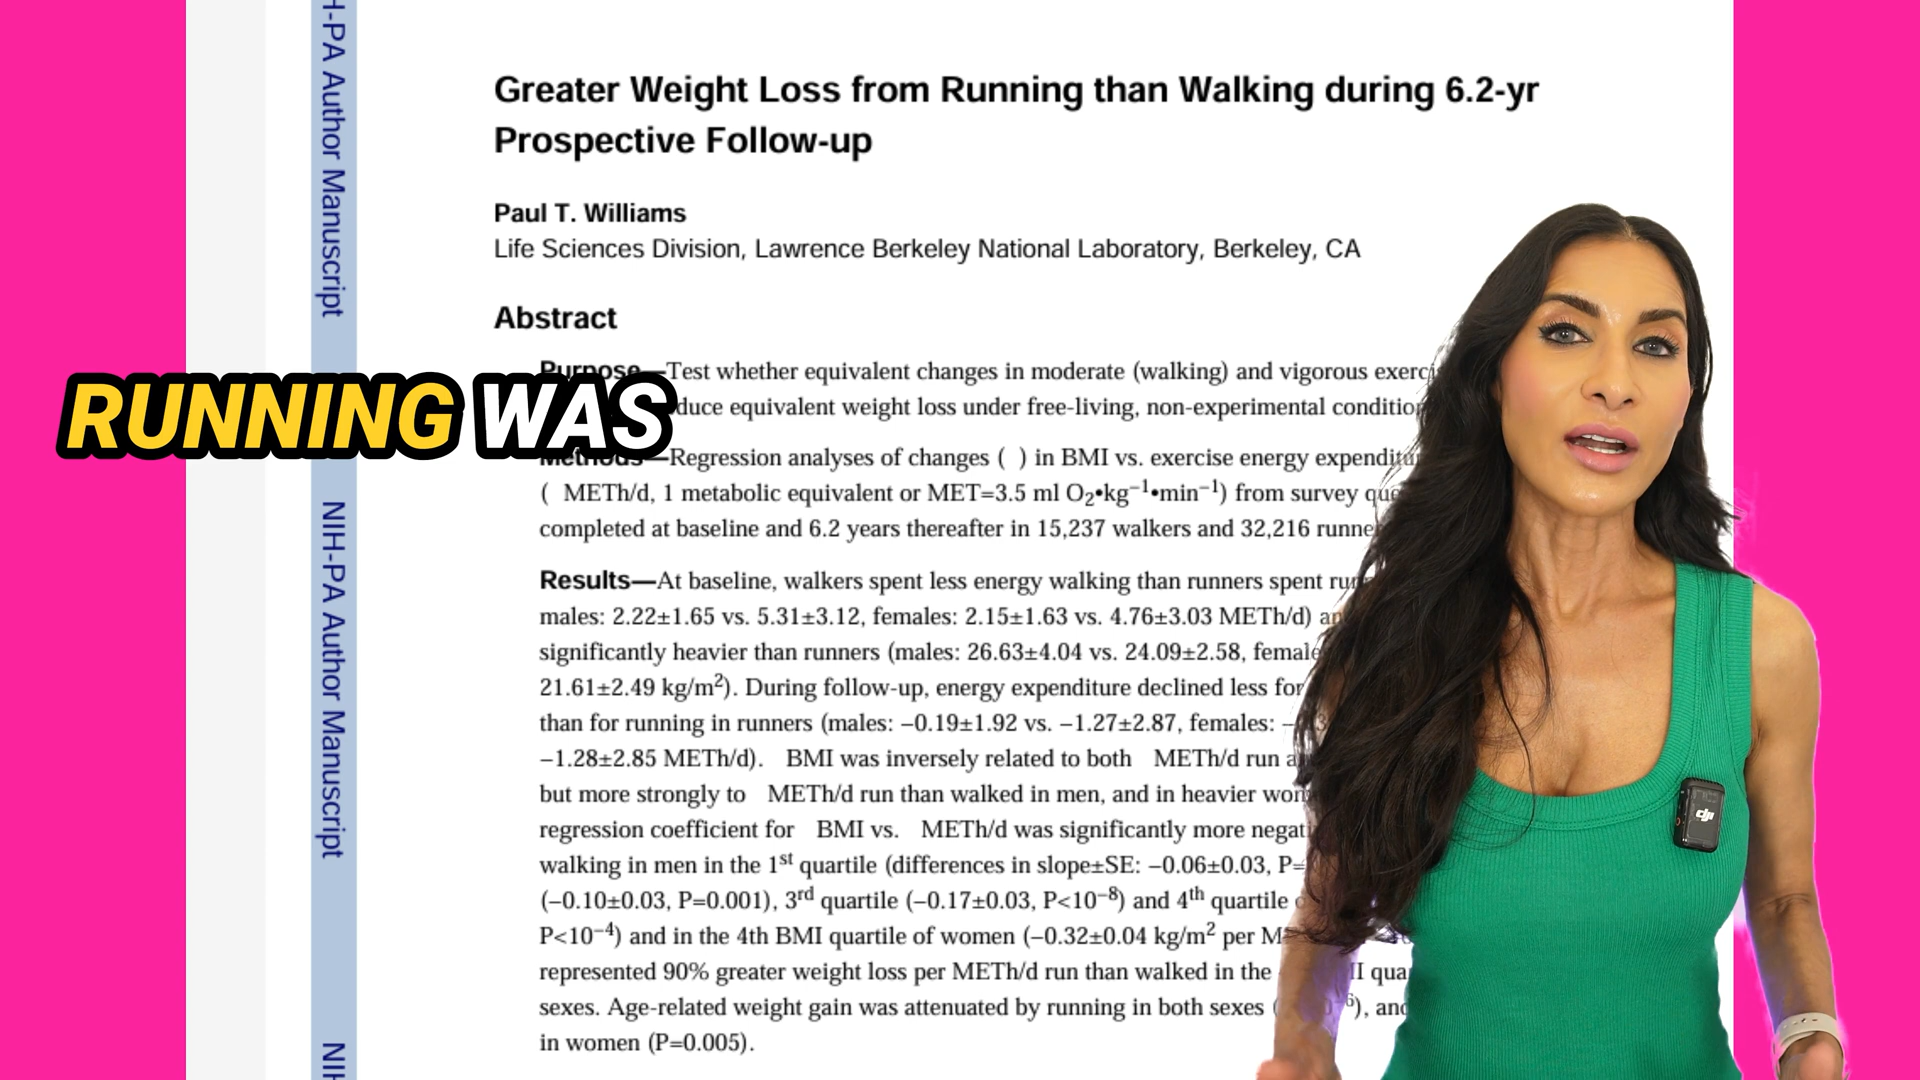 Greater Weight Loss from Running than Walking during 6.2-yr
Prospective Follow-up
Paul T. Williams
Life Sciences Division, Lawrence Berkeley National Laboratory, Berkeley, CA
Abstract
Purpose—Test whether equivalent changes in moderate (walking) and vigorous
duce equivalent weight loss under free-living, non-experimental
RUNNING WAS
Methods—Regression analyses of changes ( ) in BMI vs. exercise energy
( METh/d, 1 metabolic equivalent or MET=3.5 ml O₂•kg⁻¹•min⁻¹) from survey
completed at baseline and 6.2 years thereafter in 15,237 walkers and 32,216
Results—At baseline, walkers spent less energy walking than runners spent
males: 2.22±1.65 vs. 5.31±3.12, females: 2.15±1.63 vs. 4.76±3.03 METh/d)
significantly heavier than runners (males: 26.63±4.04 vs. 24.09±2.58,
21.61±2.49 kg/m²). During follow-up, energy expenditure declined less for
than for running in runners (males: −0.19±1.92 vs. −1.27±2.87, females:
−1.28±2.85 METh/d). BMI was inversely related to both METh/d run
but more strongly to METh/d run than walked in men, and in heavier
regression coefficient for BMI vs. METh/d was significantly more
walking in men in the 1st quartile (differences in slope±SE: −0.06±0.03, P=
(−0.10±0.03, P=0.001), 3rd quartile (−0.17±0.03, P<10⁻⁸) and 4th quartile
P<10⁻⁴) and in the 4th BMI quartile of women (−0.32±0.04 kg/m² per
represented 90% greater weight loss per METh/d run than walked in the
sexes. Age-related weight gain was attenuated by running in both sexes
in women (P=0.005).
NIH-PA Author Manuscript
H-PA Author Manuscript
NIH
dji